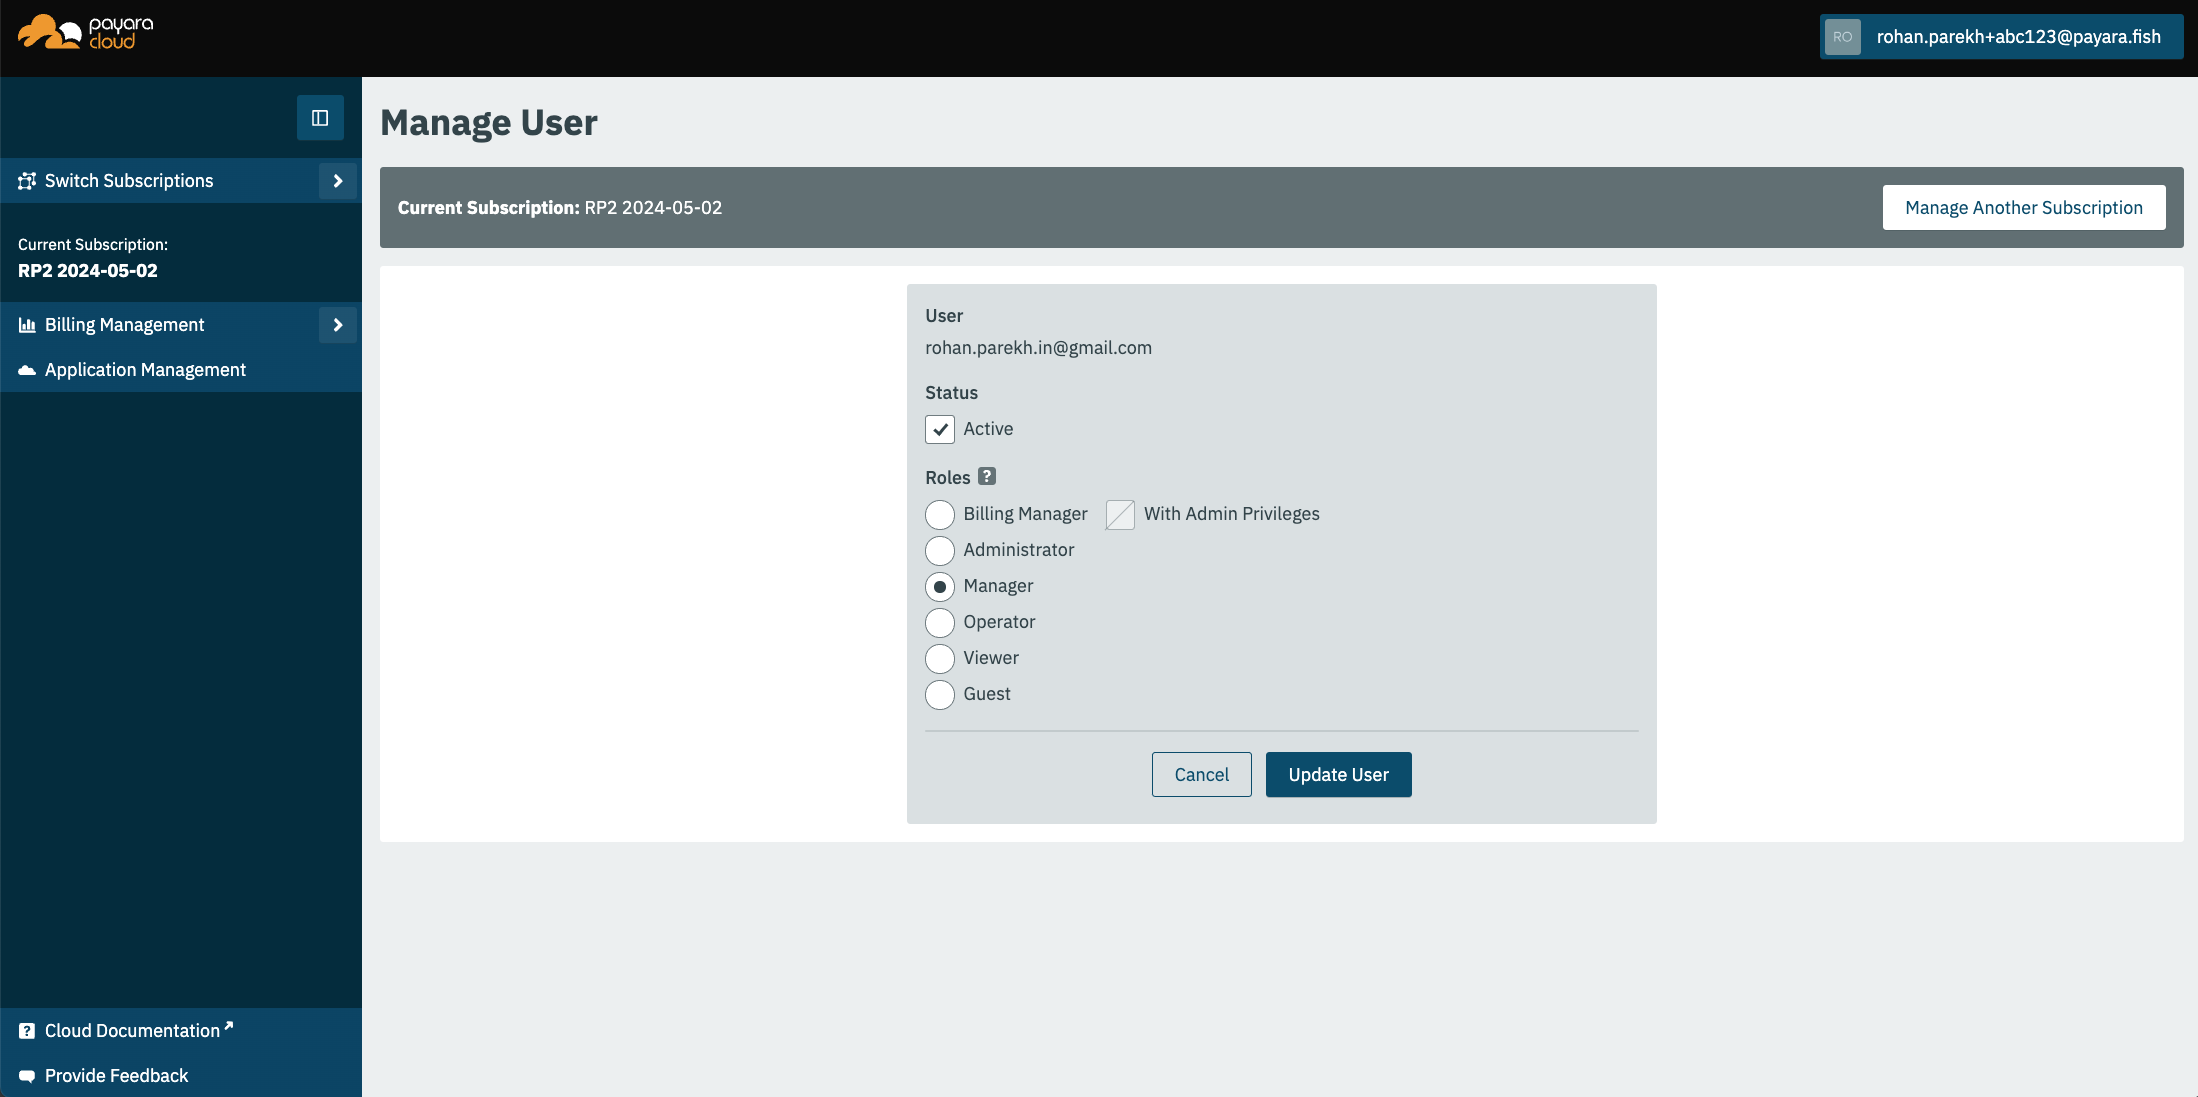 payara
cloud
RO
rohan.parekh+abc123@payara.fish
Switch Subscriptions
Current Subscription:
RP2 2024-05-02
Billing Management
Application Management
Cloud Documentation
Provide Feedback
Manage User
Current Subscription: RP2 2024-05-02
Manage Another Subscription
User
rohan.parekh.in@gmail.com
Status
Active
Roles ?
Billing Manager With Admin Privileges
Administrator
Manager
Operator
Viewer
Guest
Cancel Update User